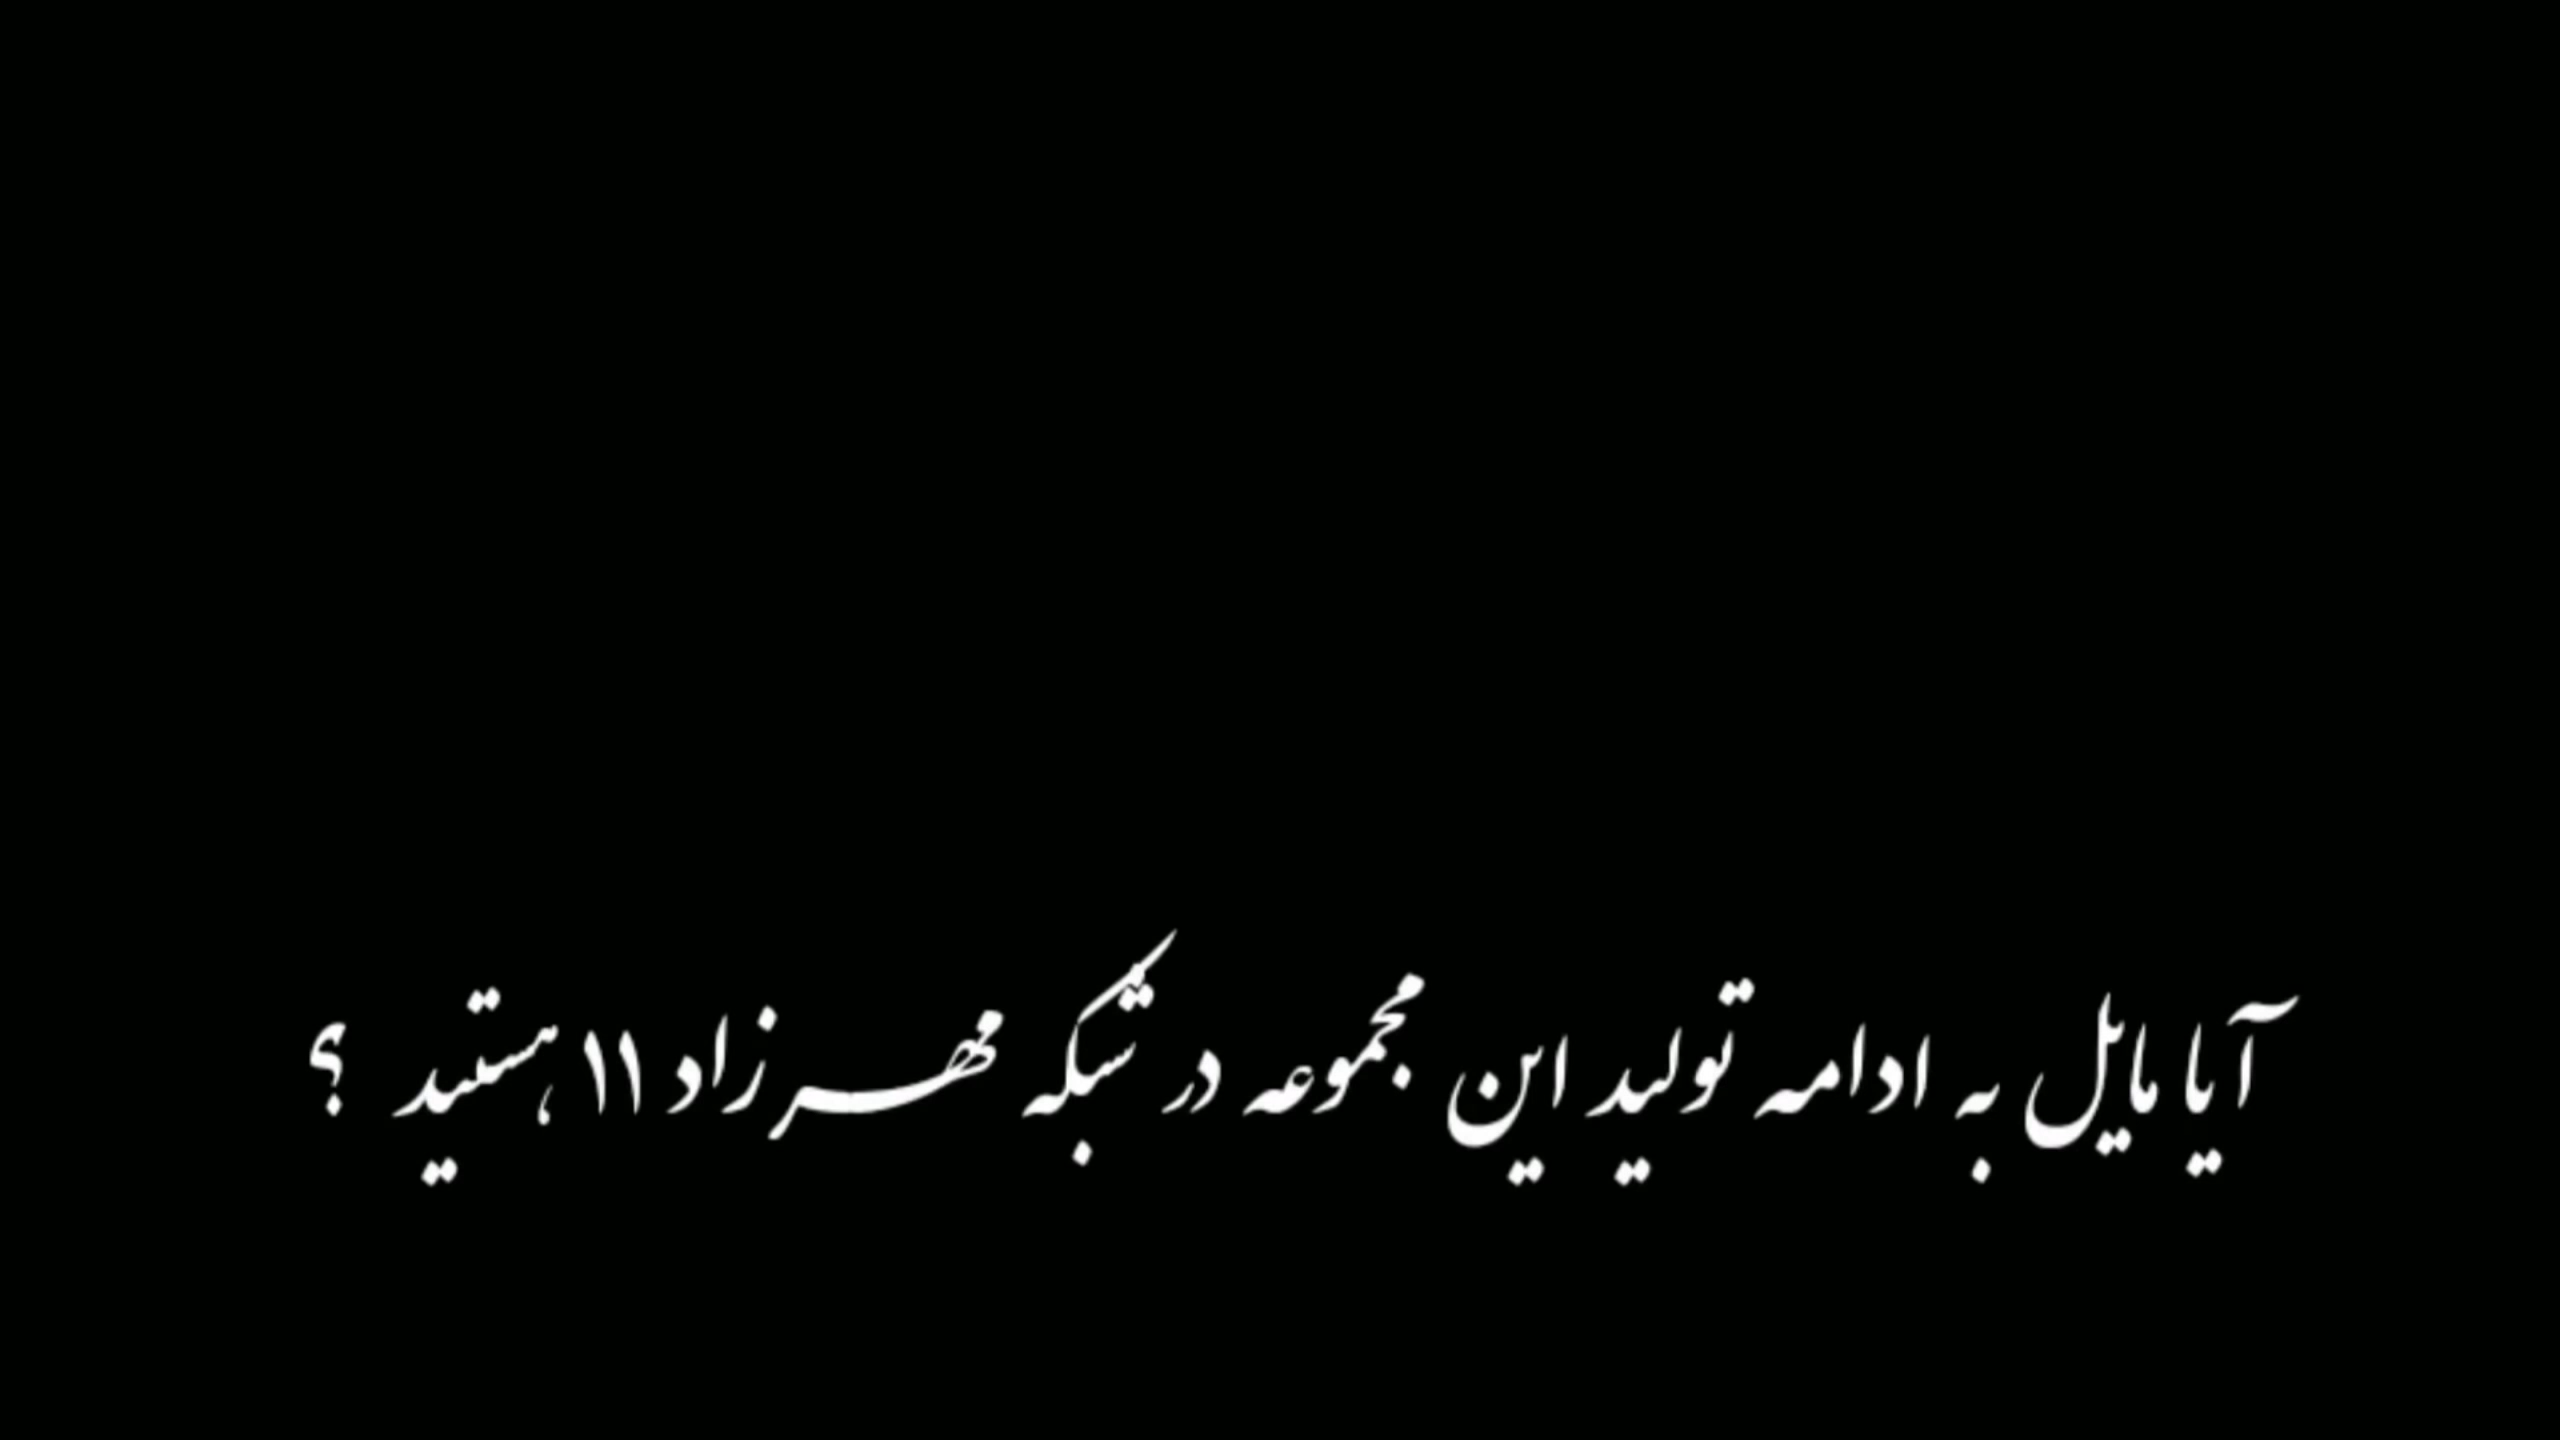 آیا مایل به ادامه تولید این مجموعه در شبکه مهرزاد ۱۱ هستید ؟